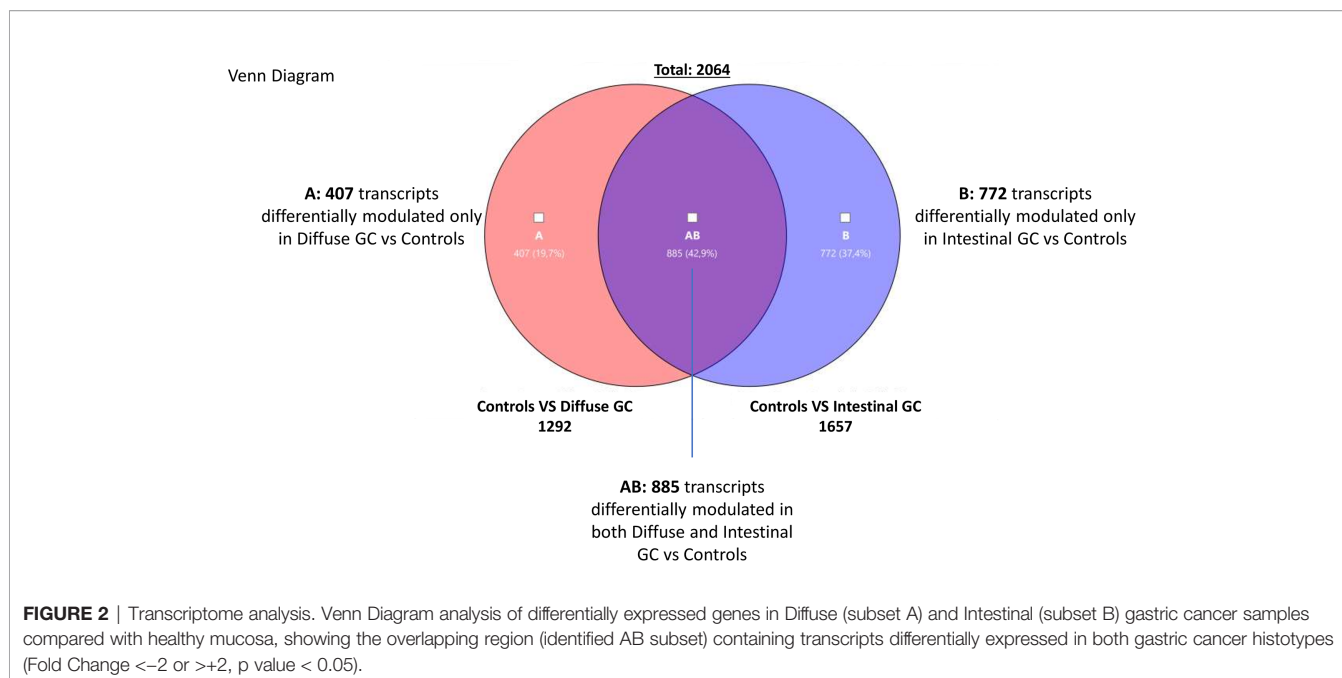 Venn Diagram
Total: 2064
A: 407 transcripts
differentially modulated only
in Diffuse GC vs Controls
B: 772 transcripts
differentially modulated only
in Intestinal GC vs Controls
A
407 (19,7%)
AB
885 (42,9%)
B
772 (37,4%)
Controls VS Diffuse GC
1292
Controls VS Intestinal GC
1657
AB: 885 transcripts
differentially modulated in
both Diffuse and Intestinal
GC vs Controls
FIGURE 2 | Transcriptome analysis. Venn Diagram analysis of differentially expressed genes in Diffuse (subset A) and Intestinal (subset B) gastric cancer samples
compared with healthy mucosa, showing the overlapping region (identified AB subset) containing transcripts differentially expressed in both gastric cancer histotypes
(Fold Change <−2 or >+2, p value < 0.05).